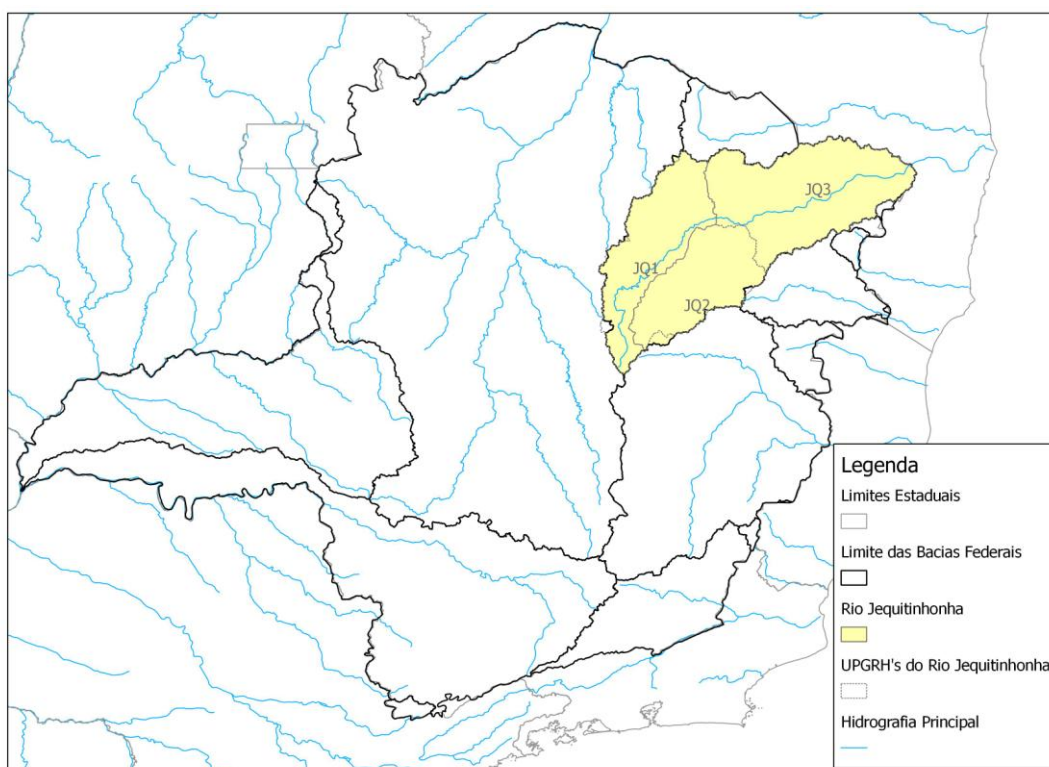 JQ3
JQ1
JQ2
Legenda
Limites Estaduais
Limite das Bacias Federais
Rio Jequitinhonha
UPGRH's do Rio Jequitinhonha
Hidrografia Principal